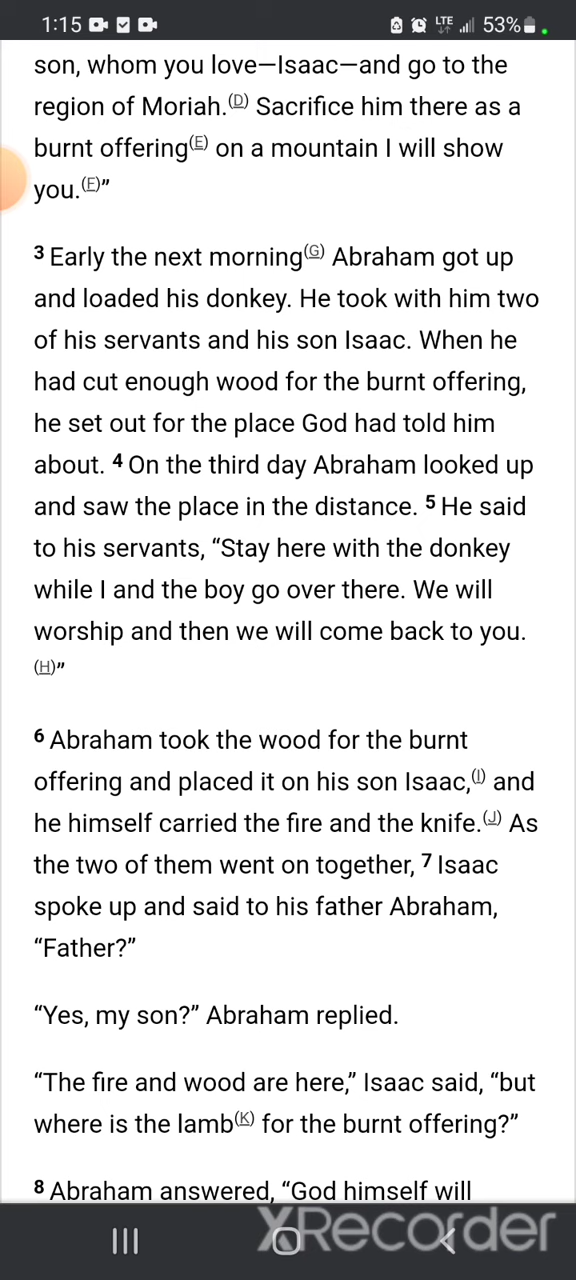 1:15 LTE 53%
son, whom you love—Isaac—and go to the
region of Moriah.(D) Sacrifice him there as a
burnt offering(E) on a mountain I will show
you.(F)”
3 Early the next morning(G) Abraham got up
and loaded his donkey. He took with him two
of his servants and his son Isaac. When he
had cut enough wood for the burnt offering,
he set out for the place God had told him
about. 4 On the third day Abraham looked up
and saw the place in the distance. 5 He said
to his servants, “Stay here with the donkey
while I and the boy go over there. We will
worship and then we will come back to you.
(H)”
6 Abraham took the wood for the burnt
offering and placed it on his son Isaac,(I) and
he himself carried the fire and the knife.(J) As
the two of them went on together, 7 Isaac
spoke up and said to his father Abraham,
“Father?”
“Yes, my son?” Abraham replied.
“The fire and wood are here,” Isaac said, “but
where is the lamb(K) for the burnt offering?”
8 Abraham answered, “God himself will
XRecorder